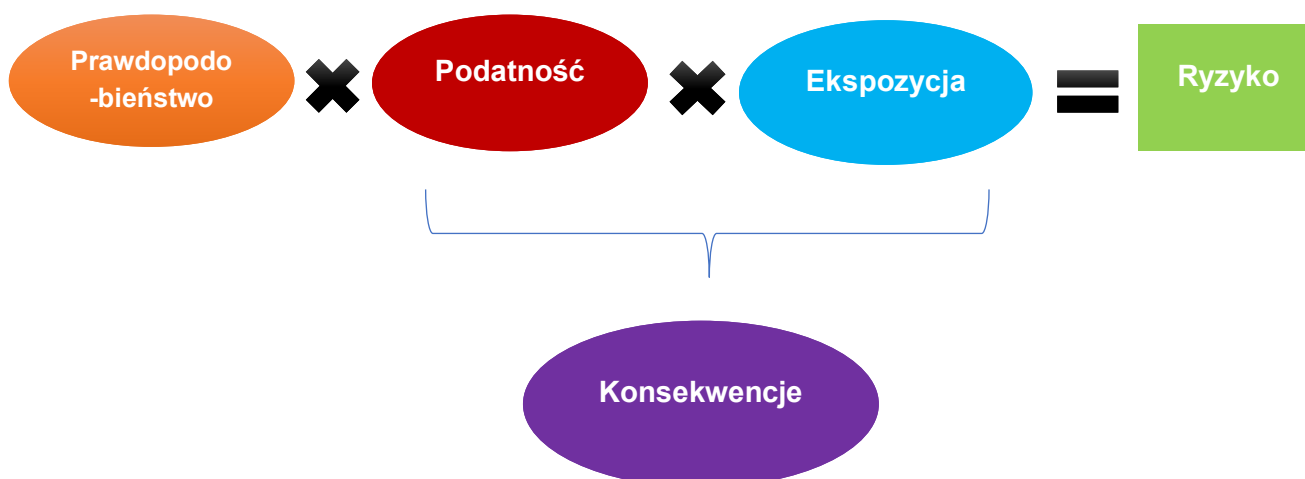 Prawdopodo
-bieństwo
Podatność
Ekspozycja
Ryzyko
Konsekwencje